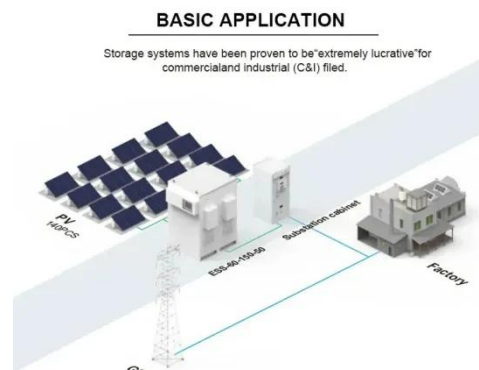 BASIC APPLICATION
Storage systems have been proven to be“extremely lucrative”for
commercialand industrial (C&I) filed.
PV
140PCS
ESS-60-150-50
Substation cabinet
Factory